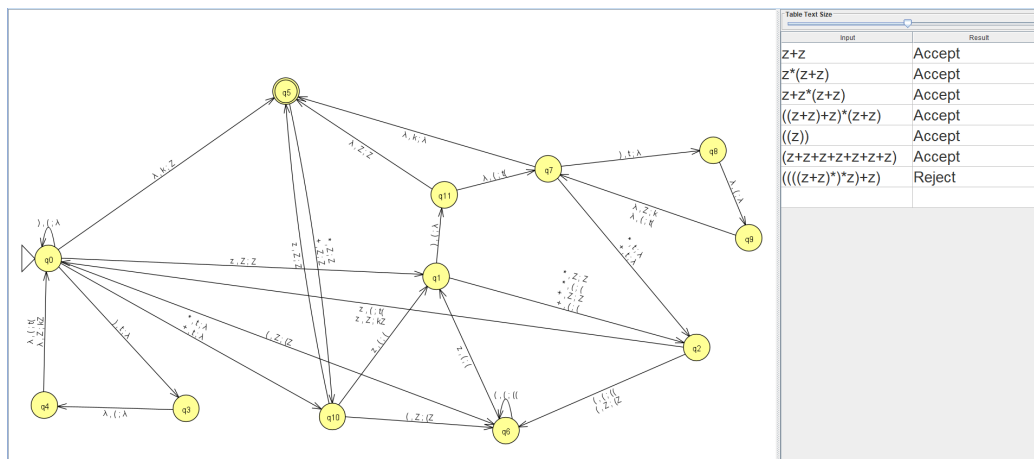 Table Text Size
Input Result
z+z Accept
z*(z+z) Accept
z+z*(z+z) Accept
((z+z)+z)*(z+z) Accept
((z)) Accept
(z+z+z+z+z+z+z) Accept
((((z+z)*)*z)+z) Reject
q5
λ , k ; Z
λ , Z ; Z
λ , k ; λ
) , t ; λ
q8
q7
λ , ( ; λ
q11
λ , ( ; t(
λ , Z ; k
λ , ( ; t(
q9
) , ( ; λ
q0
z , Z ; Z
z , Z ; Z
* , Z ; Z
+ , Z ; Z
) , ( ; λ
* , t ; λ
+ , t ; λ
q1
* , Z ; Z
* , ( ; (
+ , Z ; Z
+ , ( ; (
z , ( ; t(
z , Z ; kZ
λ , Z ; kZ
λ , ( ; t(
) , t ; λ
* , t ; λ
+ , t ; λ
( , Z ; (Z
z , ( ; (
z , ( ; (
q2
q4
λ , ( ; λ
q3
q10
( , Z ; (Z
( , ( ; ((
q6
( , ( ; ((
( , Z ; (Z